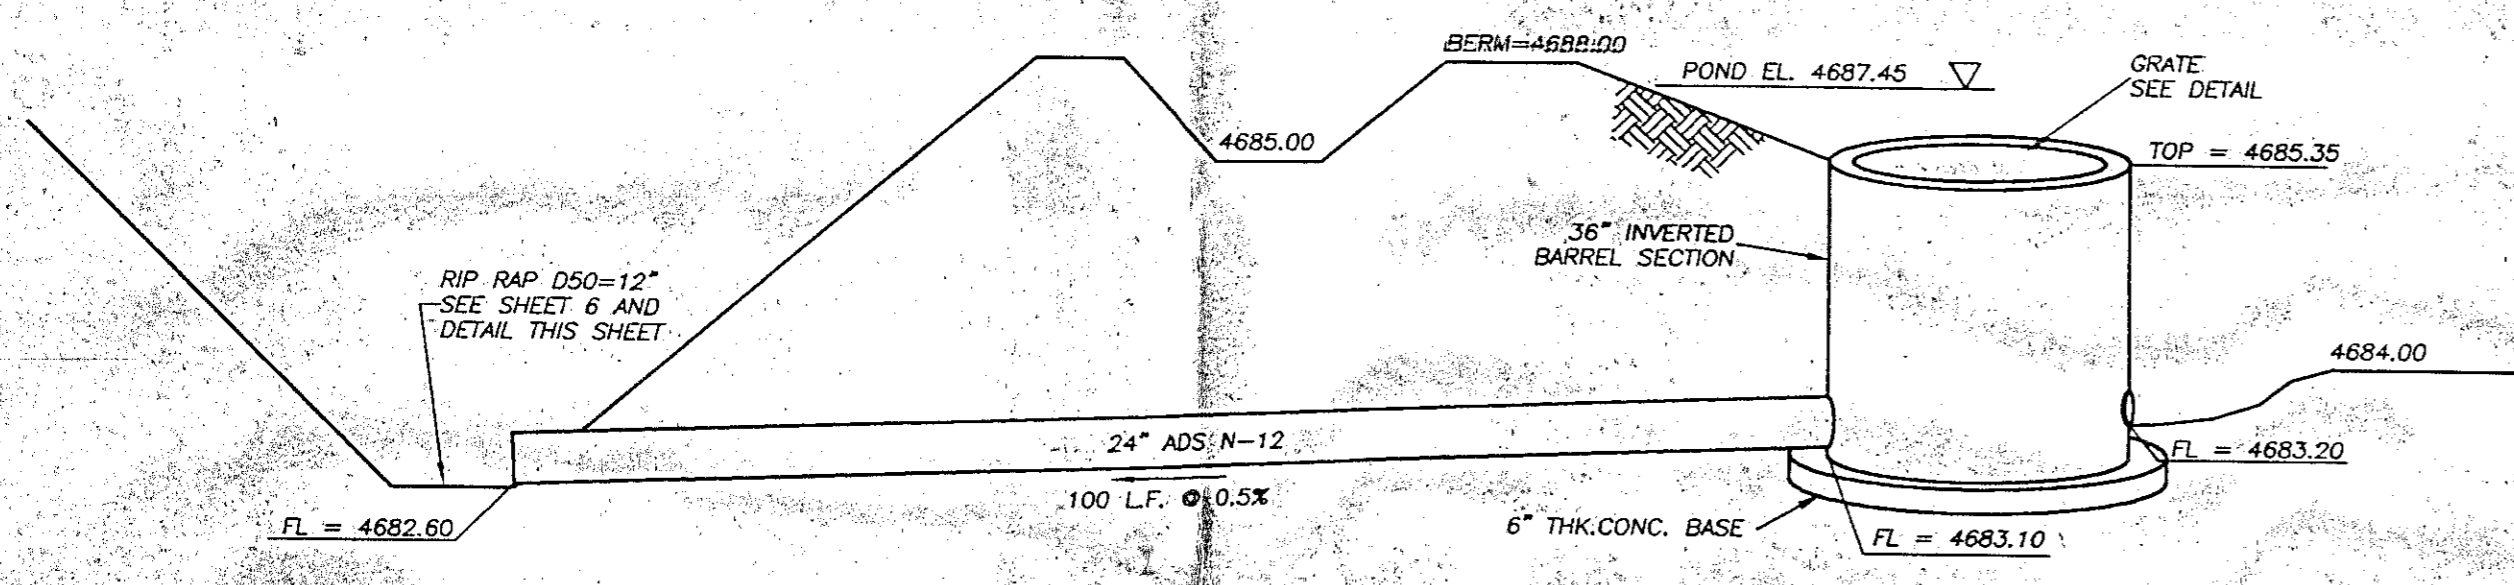 BERM=4688.00
POND EL. 4687.45
GRATE
SEE DETAIL
4685.00
TOP = 4685.35
36" INVERTED
BARREL SECTION
RIP RAP D50=12"
SEE SHEET 6 AND
DETAIL THIS SHEET
4684.00
24" ADS N-12
FL = 4683.20
100 L.F. @ 0.5%
FL = 4682.60
6" THK.CONC. BASE
FL = 4683.10